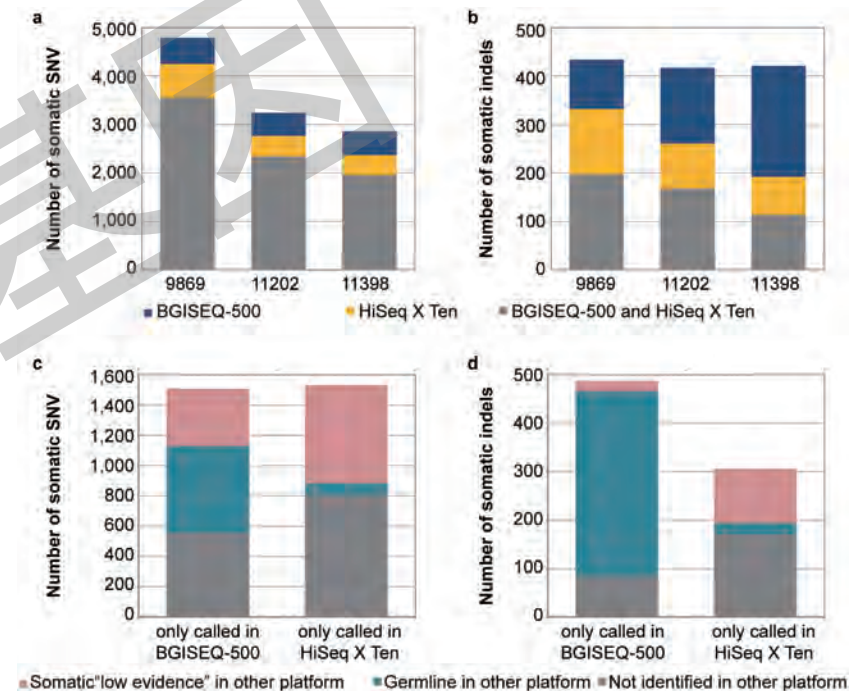 a
Number of somatic SNV
5,000
4,000
3,000
2,000
1,000
0
9869 11202 11398
b
Number of somatic indels
500
400
300
200
100
0
9869 11202 11398
BGISEQ-500 HiSeq X Ten BGISEQ-500 and HiSeq X Ten
c
Number of somatic SNV
1,600
1,400
1,200
1,000
800
600
400
200
0
only called in
BGISEQ-500
only called in
HiSeq X Ten
d
Number of somatic indels
500
400
300
200
100
0
only called in
BGISEQ-500
only called in
HiSeq X Ten
Somatic"low evidence" in other platform Germline in other platform Not identified in other platform
基因